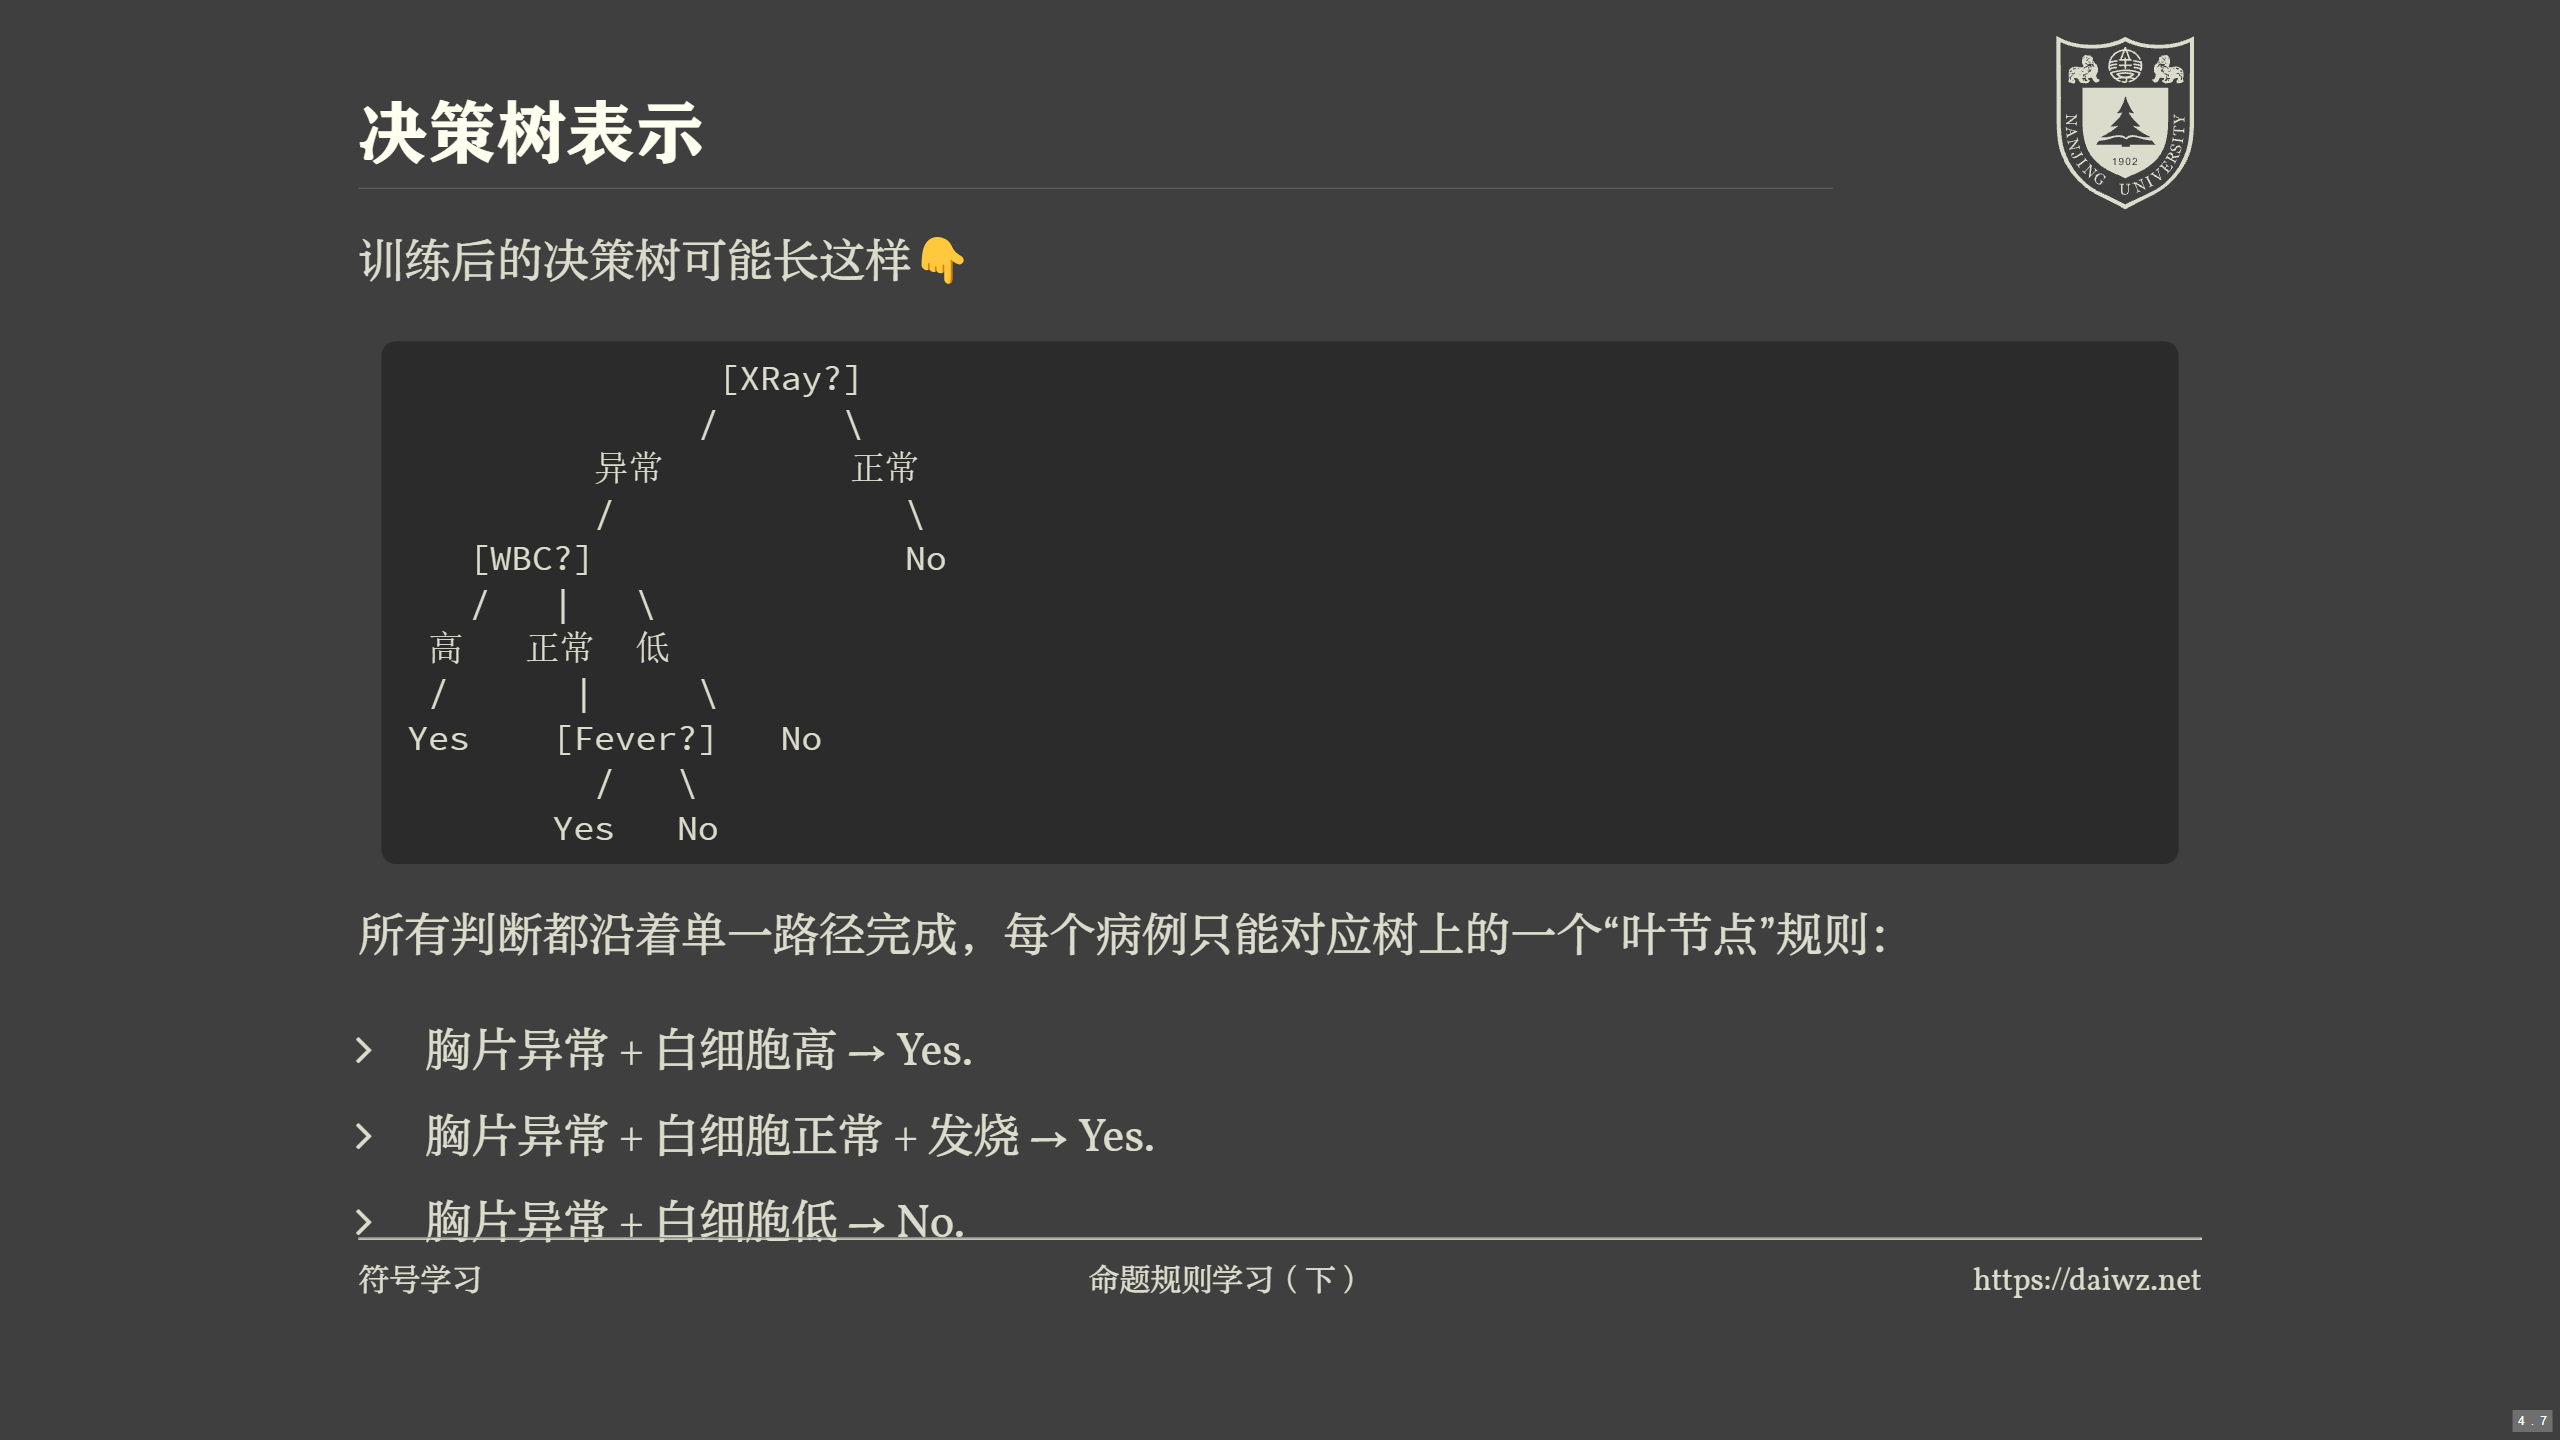 决策树表示
NANJING UNIVERSITY
1902
训练后的决策树可能长这样👇
[XRay?]
/ \
异常 正常
/ \
[WBC?] No
/ | \
高 正常 低
/ | \
Yes [Fever?] No
/ \
Yes No
所有判断都沿着单一路径完成，每个病例只能对应树上的一个“叶节点”规则：
胸片异常 + 白细胞高 → Yes.
胸片异常 + 白细胞正常 + 发烧 → Yes.
胸片异常 + 白细胞低 → No.
符号学习 命题规则学习（下） https://daiwz.net
4.7